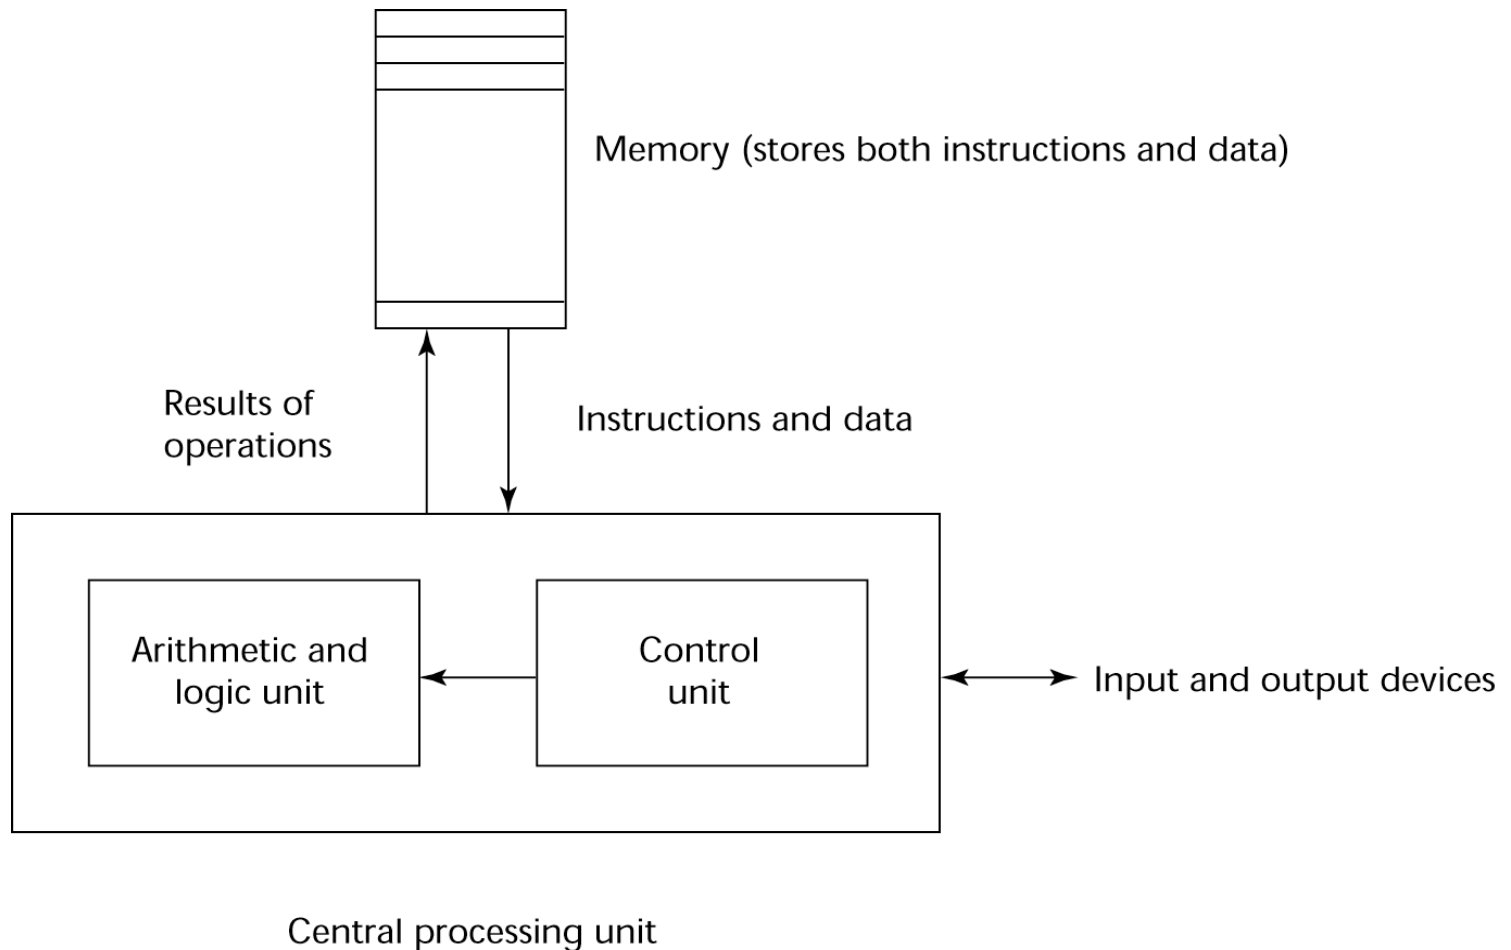 Memory (stores both instructions and data)
Results of
operations
Instructions and data
Arithmetic and
logic unit
Control
unit
Input and output devices
Central processing unit